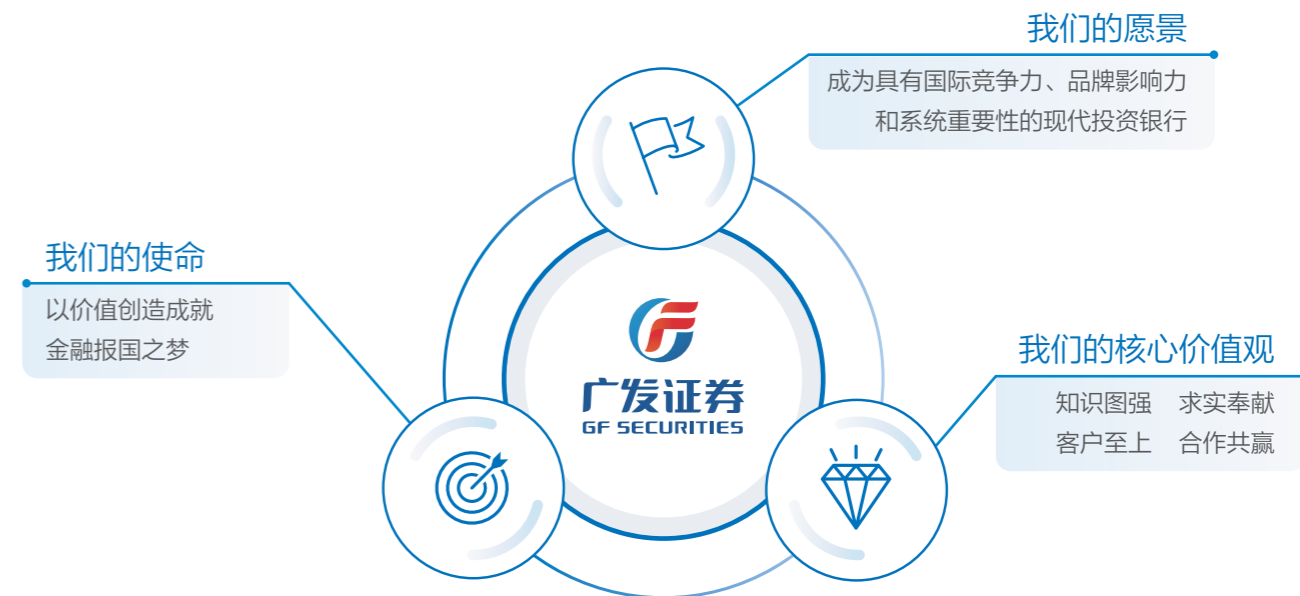 我们的愿景
成为具有国际竞争力、品牌影响力
和系统重要性的现代投资银行
我们的使命
以价值创造成就
金融报国之梦
广发证券
GF SECURITIES
我们的核心价值观
知识图强 求实奉献
客户至上 合作共赢